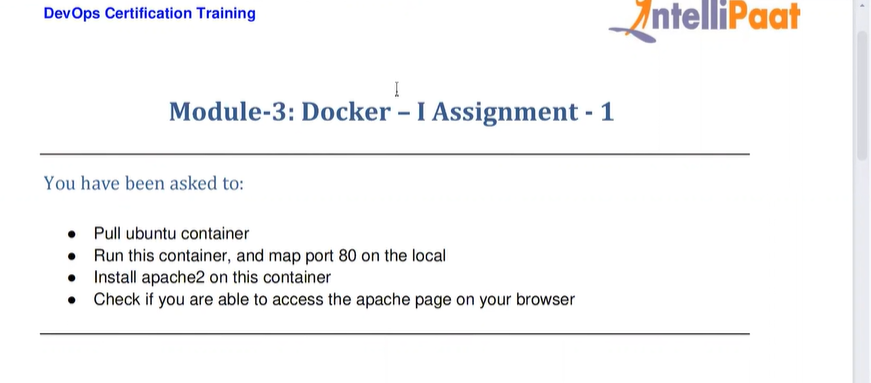 DevOps Certification Training
IntelliPaat
Module-3: Docker – I Assignment - 1
You have been asked to:
● Pull ubuntu container
● Run this container, and map port 80 on the local
● Install apache2 on this container
● Check if you are able to access the apache page on your browser